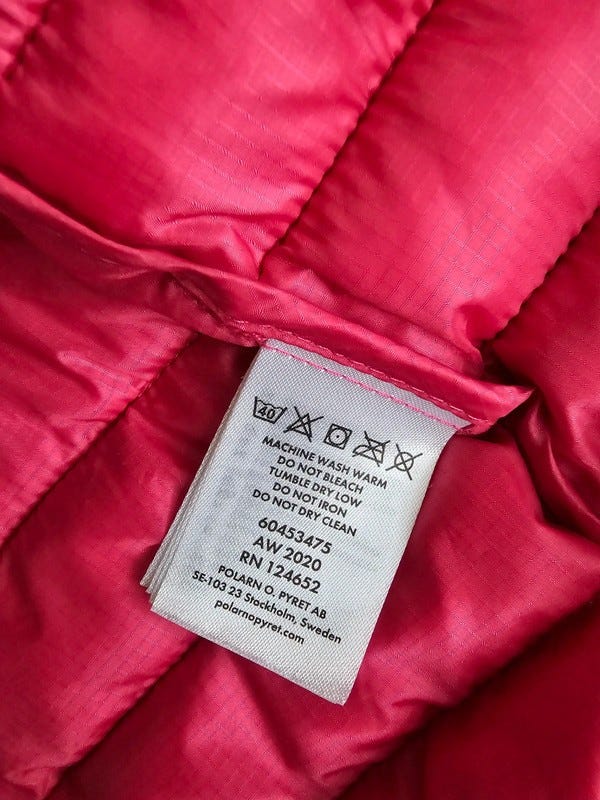 40
MACHINE WASH WARM
DO NOT BLEACH
TUMBLE DRY LOW
DO NOT IRON
DO NOT DRY CLEAN
60453475
AW 2020
RN 124652
POLARN O. PYRET AB
SE-103 23 Stockholm, Sweden
polarnopyret.com